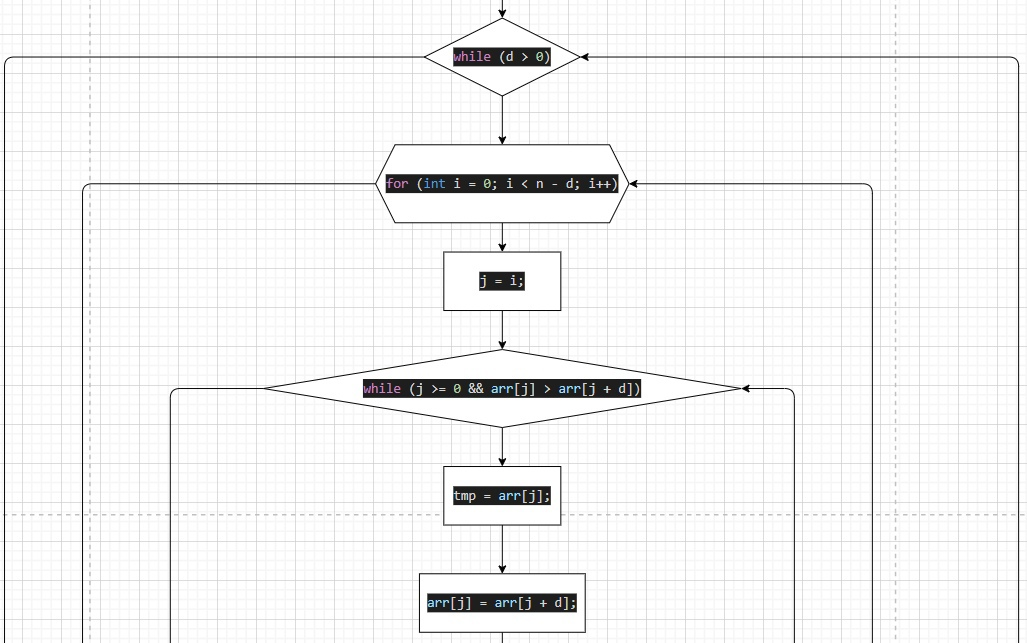 while (d > 0)
for (int i = 0; i < n - d; i++)
j = i;
while (j >= 0 && arr[j] > arr[j + d])
tmp = arr[j];
arr[j] = arr[j + d];